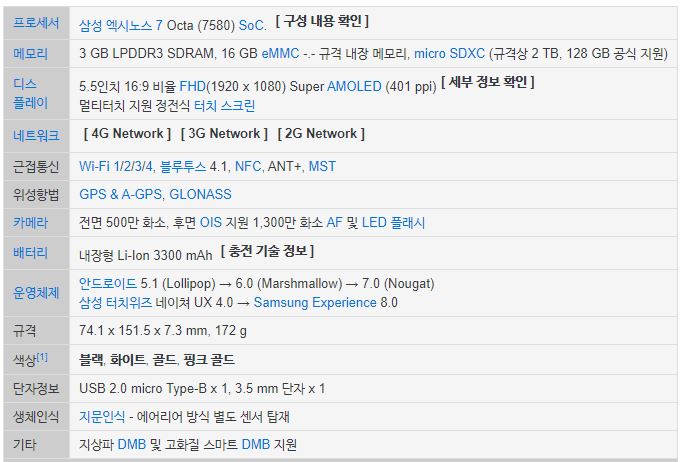 프로세서 삼성 엑시노스 7 Octa (7580) SoC. [ 구성 내용 확인 ]
메모리 3 GB LPDDR3 SDRAM, 16 GB eMMC -.- 규격 내장 메모리, micro SDXC (규격상 2 TB, 128 GB 공식 지원)
디스
플레이
5.5인치 16:9 비율 FHD(1920 x 1080) Super AMOLED (401 ppi) [ 세부 정보 확인 ]
멀티터치 지원 정전식 터치 스크린
네트워크 [ 4G Network ] [ 3G Network ] [ 2G Network ]
근접통신 Wi-Fi 1/2/3/4, 블루투스 4.1, NFC, ANT+, MST
위성항법 GPS & A-GPS, GLONASS
카메라 전면 500만 화소, 후면 OIS 지원 1,300만 화소 AF 및 LED 플래시
배터리 내장형 Li-Ion 3300 mAh [ 충전 기술 정보 ]
운영체제
안드로이드 5.1 (Lollipop) → 6.0 (Marshmallow) → 7.0 (Nougat)
삼성 터치위즈 네이쳐 UX 4.0 → Samsung Experience 8.0
규격 74.1 x 151.5 x 7.3 mm, 172 g
색상[1] 블랙, 화이트, 골드, 핑크 골드
단자정보 USB 2.0 micro Type-B x 1, 3.5 mm 단자 x 1
생체인식 지문인식 - 에어리어 방식 별도 센서 탑재
기타 지상파 DMB 및 고화질 스마트 DMB 지원